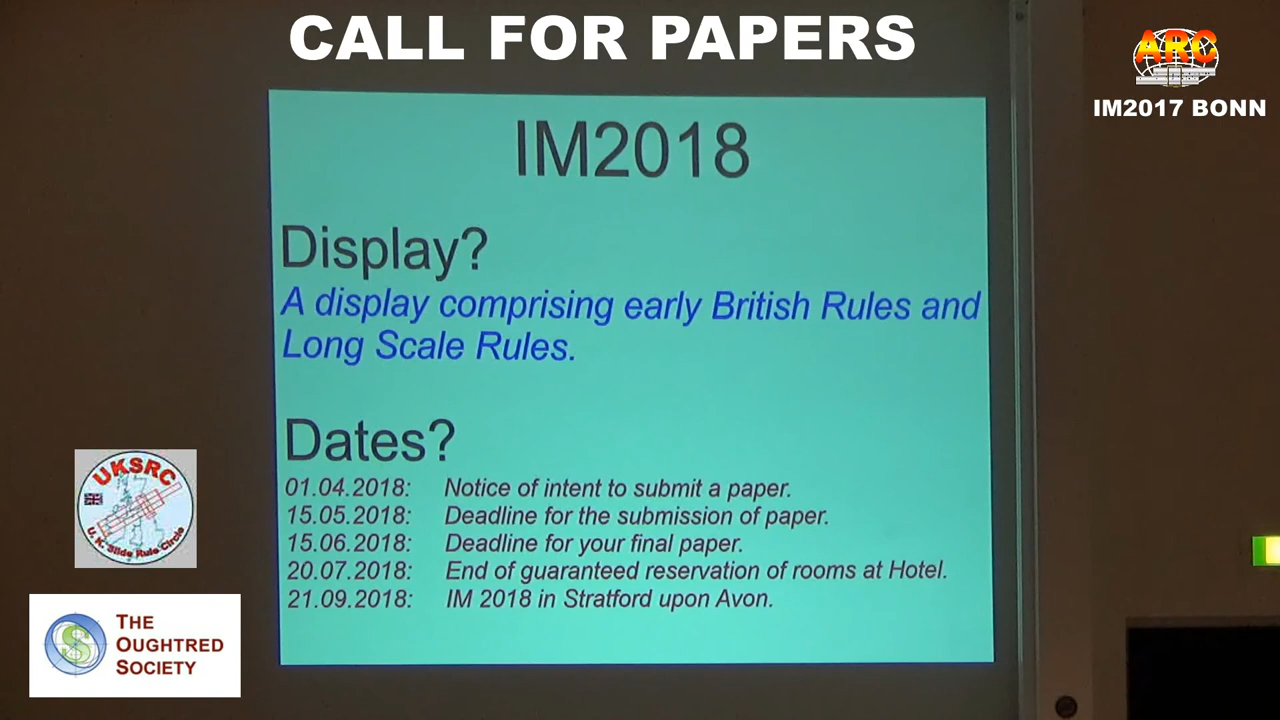 CALL FOR PAPERS
ARC
IM2017 BONN
IM2018
Display?
A display comprising early British Rules and
Long Scale Rules.
Dates?
01.04.2018: Notice of intent to submit a paper.
15.05.2018: Deadline for the submission of paper.
15.06.2018: Deadline for your final paper.
20.07.2018: End of guaranteed reservation of rooms at Hotel.
21.09.2018: IM 2018 in Stratford upon Avon.
UKSRC
U.K. Slide Rule Circle
THE
OUGHTRED
SOCIETY